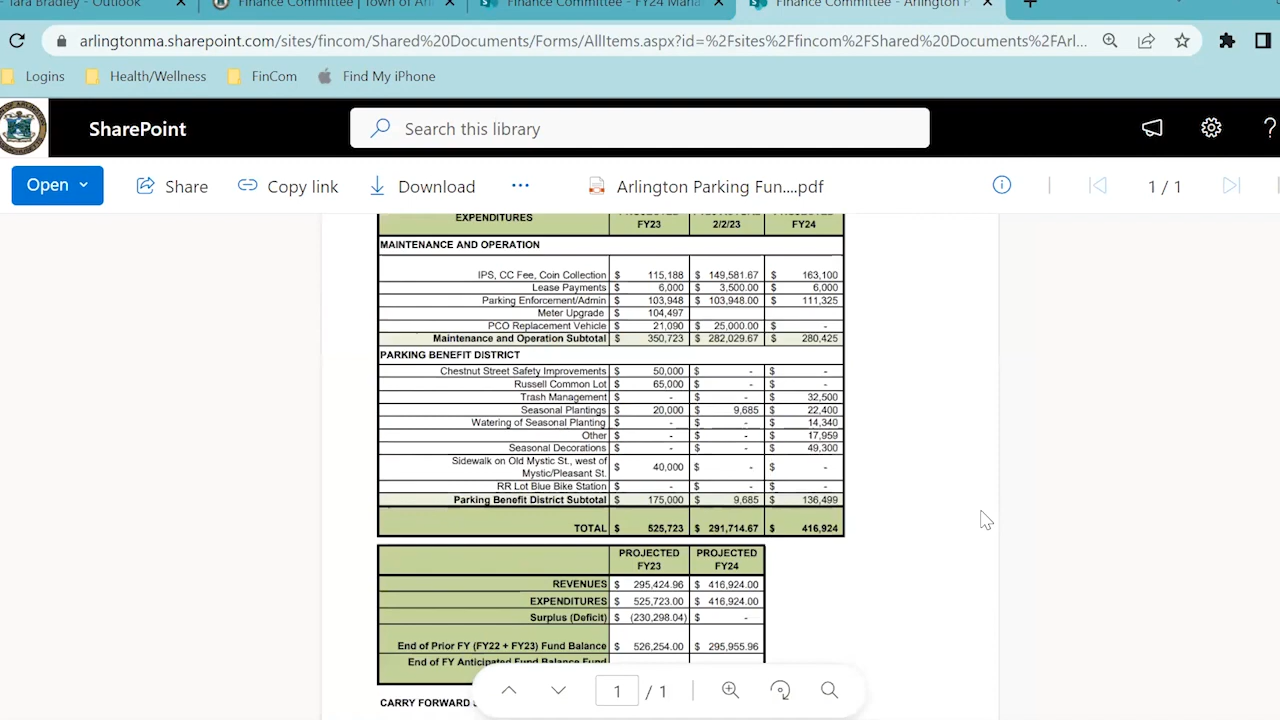 Tara Bradley - Outlook × Finance Committee | Town of Arl × Finance Committee - FY24 Manag × Finance Committee - Arlington P × +
arlingtonma.sharepoint.com/sites/fincom/Shared%20Documents/Forms/AllItems.aspx?id=%2Fsites%2Ffincom%2FShared%20Documents%2FArl...
Logins Health/Wellness FinCom Find My iPhone
SharePoint Search this library ?
Open Share Copy link Download ... Arlington Parking Fun....pdf 1 / 1
EXPENDITURES FY23 2/2/23 FY24
MAINTENANCE AND OPERATION
IPS, CC Fee, Coin Collection $ 115,188 $ 149,581.67 $ 163,100
Lease Payments $ 6,000 $ 3,500.00 $ 6,000
Parking Enforcement/Admin $ 103,948 $ 103,948.00 $ 111,325
Meter Upgrade $ 104,497
PCO Replacement Vehicle $ 21,090 $ 25,000.00 $ -
Maintenance and Operation Subtotal $ 350,723 $ 282,029.67 $ 280,425
PARKING BENEFIT DISTRICT
Chestnut Street Safety Improvements $ 50,000 $ - $ -
Russell Common Lot $ 65,000 $ - $ -
Trash Management $ - $ - $ 32,500
Seasonal Plantings $ 20,000 $ 9,685 $ 22,400
Watering of Seasonal Planting $ - $ - $ 14,340
Other $ - $ - $ 17,959
Seasonal Decorations $ - $ - $ 49,300
Sidewalk on Old Mystic St., west of
Mystic/Pleasant St. $ 40,000 $ - $ -
RR Lot Blue Bike Station $ - $ - $ -
Parking Benefit District Subtotal $ 175,000 $ 9,685 $ 136,499
TOTAL $ 525,723 $ 291,714.67 $ 416,924
PROJECTED PROJECTED
FY23 FY24
REVENUES $ 295,424.96 $ 416,924.00
EXPENDITURES $ 525,723.00 $ 416,924.00
Surplus (Deficit) $ (230,298.04) $ -
End of Prior FY (FY22 + FY23) Fund Balance $ 526,254.00 $ 295,955.96
End of FY Anticipated Fund Balance Fund
1 / 1
CARRY FORWARD